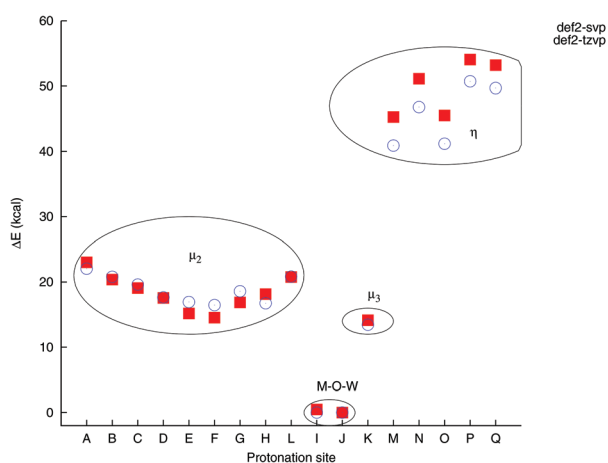 def2-svp
def2-tzvp
60
50
40
30
20
10
0
ΔE (kcal)
η
μ2
μ3
M-O-W
A B C D E F G H L I J K M N O P Q
Protonation site